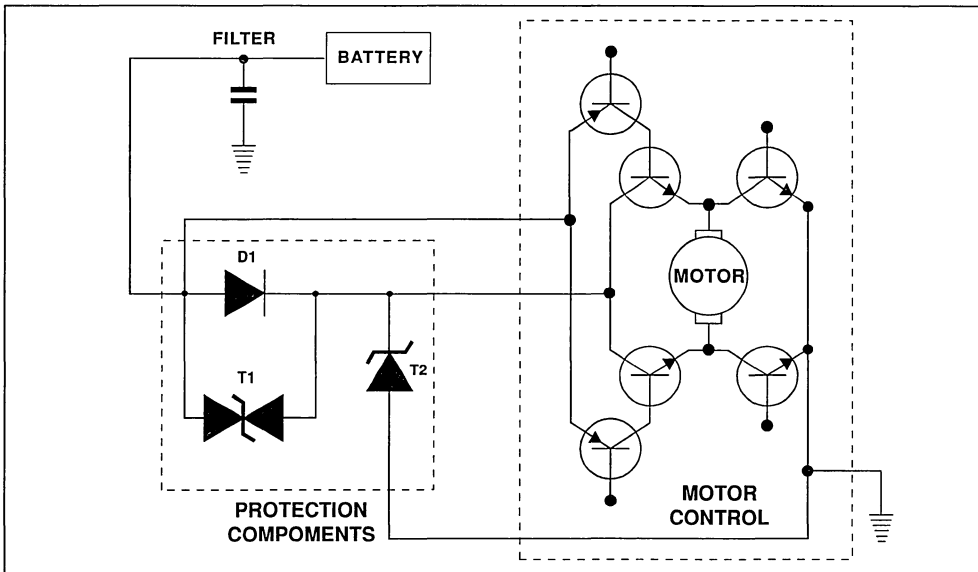 FILTER
BATTERY
D1
T1
T2
MOTOR
PROTECTION
COMPOMENTS
MOTOR
CONTROL